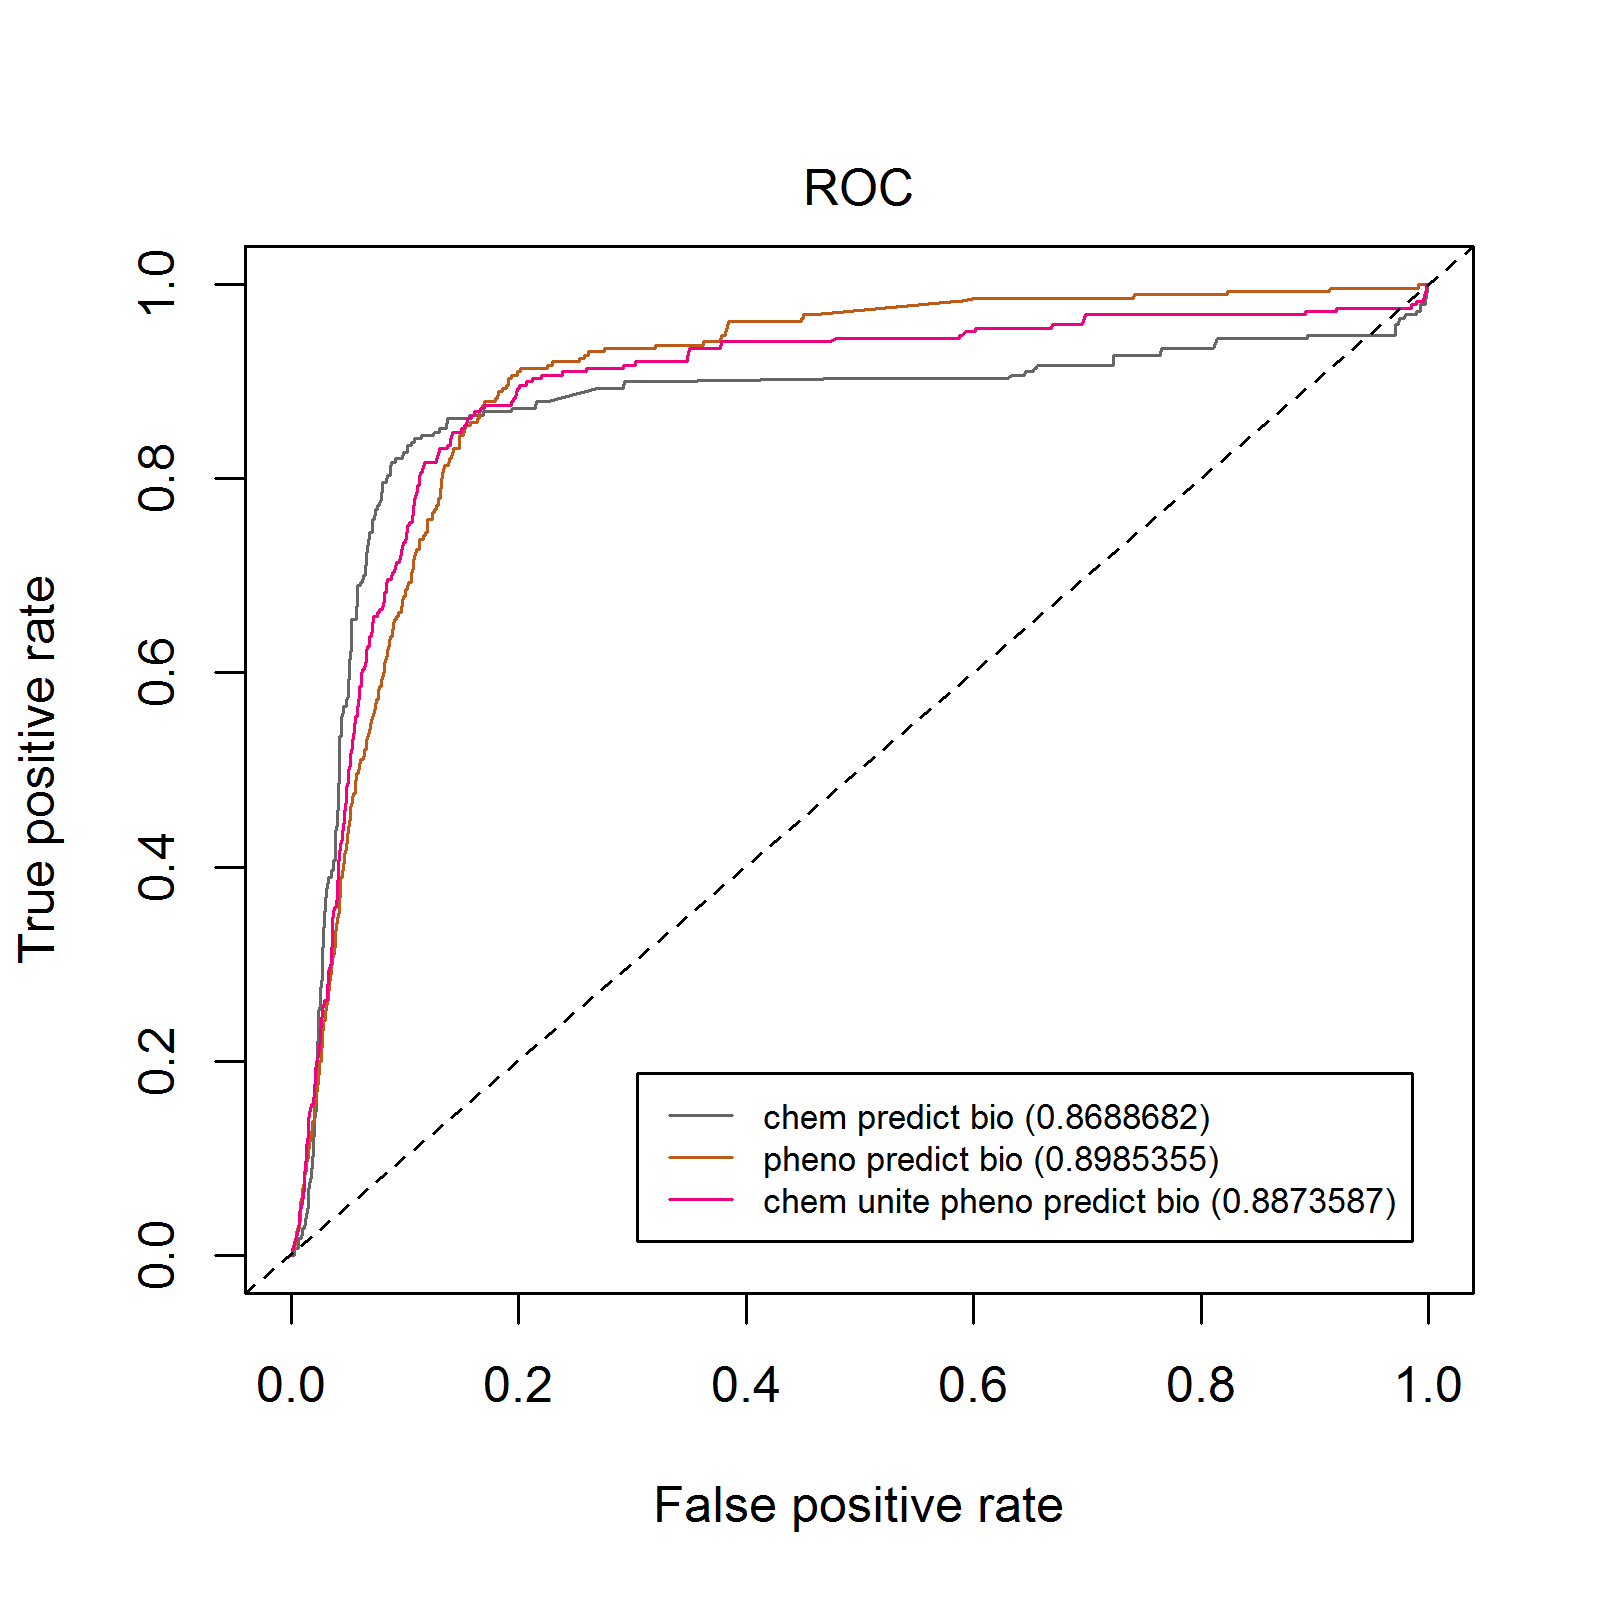 ROC
True positive rate
1.0
0.8
0.6
0.4
0.2
0.0
chem predict bio (0.8688682)
pheno predict bio (0.8985355)
chem unite pheno predict bio (0.8873587)
0.0 0.2 0.4 0.6 0.8 1.0
False positive rate